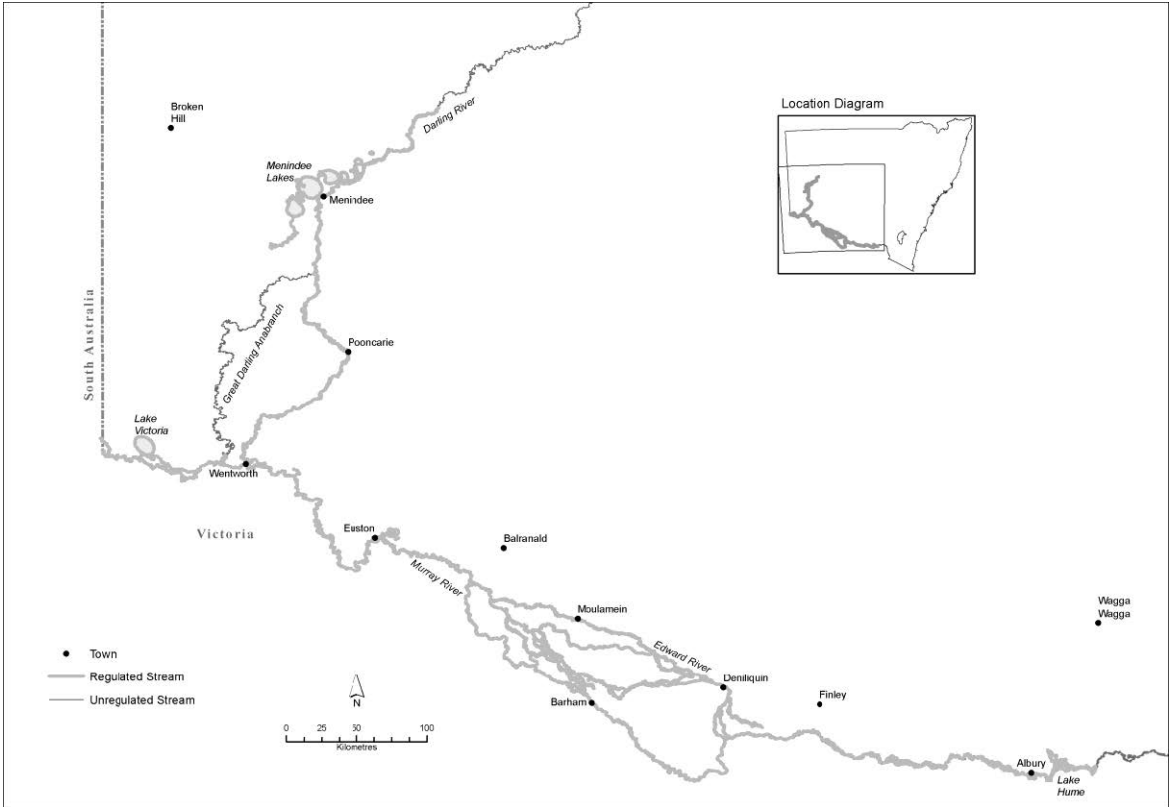 Broken
Hill
Darling River
Location Diagram
Menindee
Lakes
Menindee
South Australia
Great Darling Anabranch
Pooncarie
Lake
Victoria
Wentworth
Victoria
Euston
Balranald
Murray River
Moulamein
Wagga
Wagga
Edward River
Deniliquin
Finley
Barham
Albury
Lake
Hume
Town
Regulated Stream
Unregulated Stream
N
0 25 50 100
Kilometres